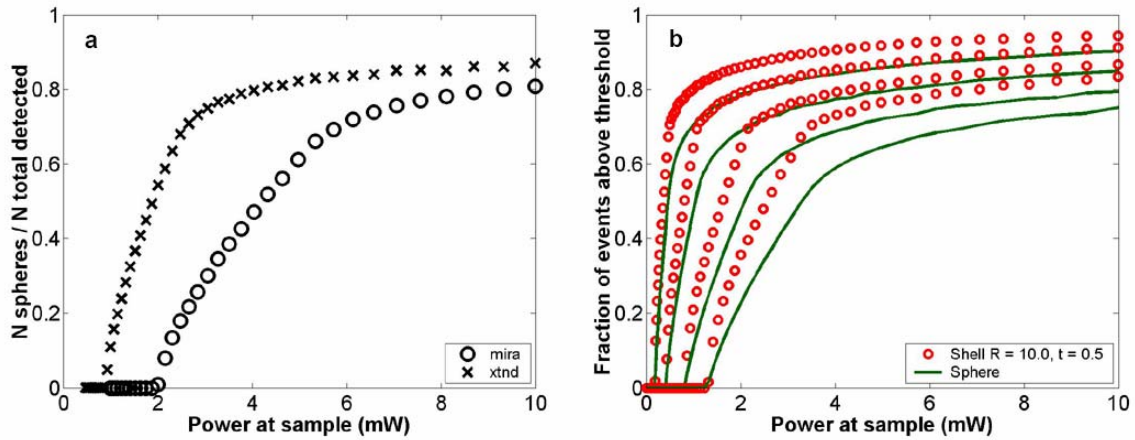 a
N spheres / N total detected
1
0.8
0.6
0.4
0.2
0
0 2 4 6 8 10
Power at sample (mW)
mira
xtnd
b
Fraction of events above threshold
1
0.8
0.6
0.4
0.2
0
0 2 4 6 8 10
Power at sample (mW)
Shell R = 10.0, t = 0.5
Sphere